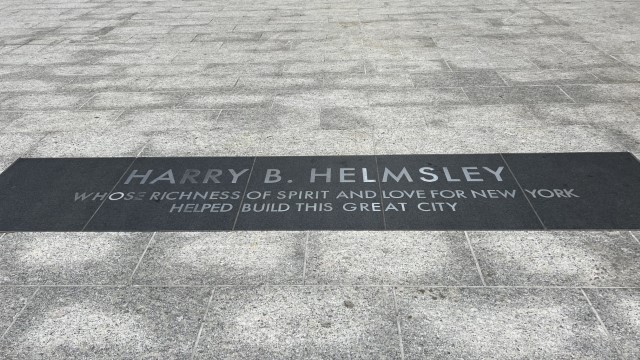 HARRY B. HELMSLEY
WHOSE RICHNESS OF SPIRIT AND LOVE FOR NEW YORK
HELPED BUILD THIS GREAT CITY